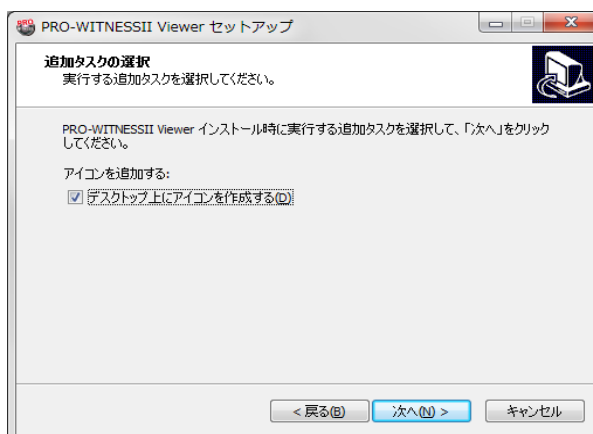 PRO-WITNESSII Viewer セットアップ
追加タスクの選択
実行する追加タスクを選択してください。
PRO-WITNESSII Viewer インストール時に実行する追加タスクを選択して、「次へ」をクリック
してください。
アイコンを追加する:
デスクトップ上にアイコンを作成する(D)
< 戻る(B)
次へ(N) >
キャンセル